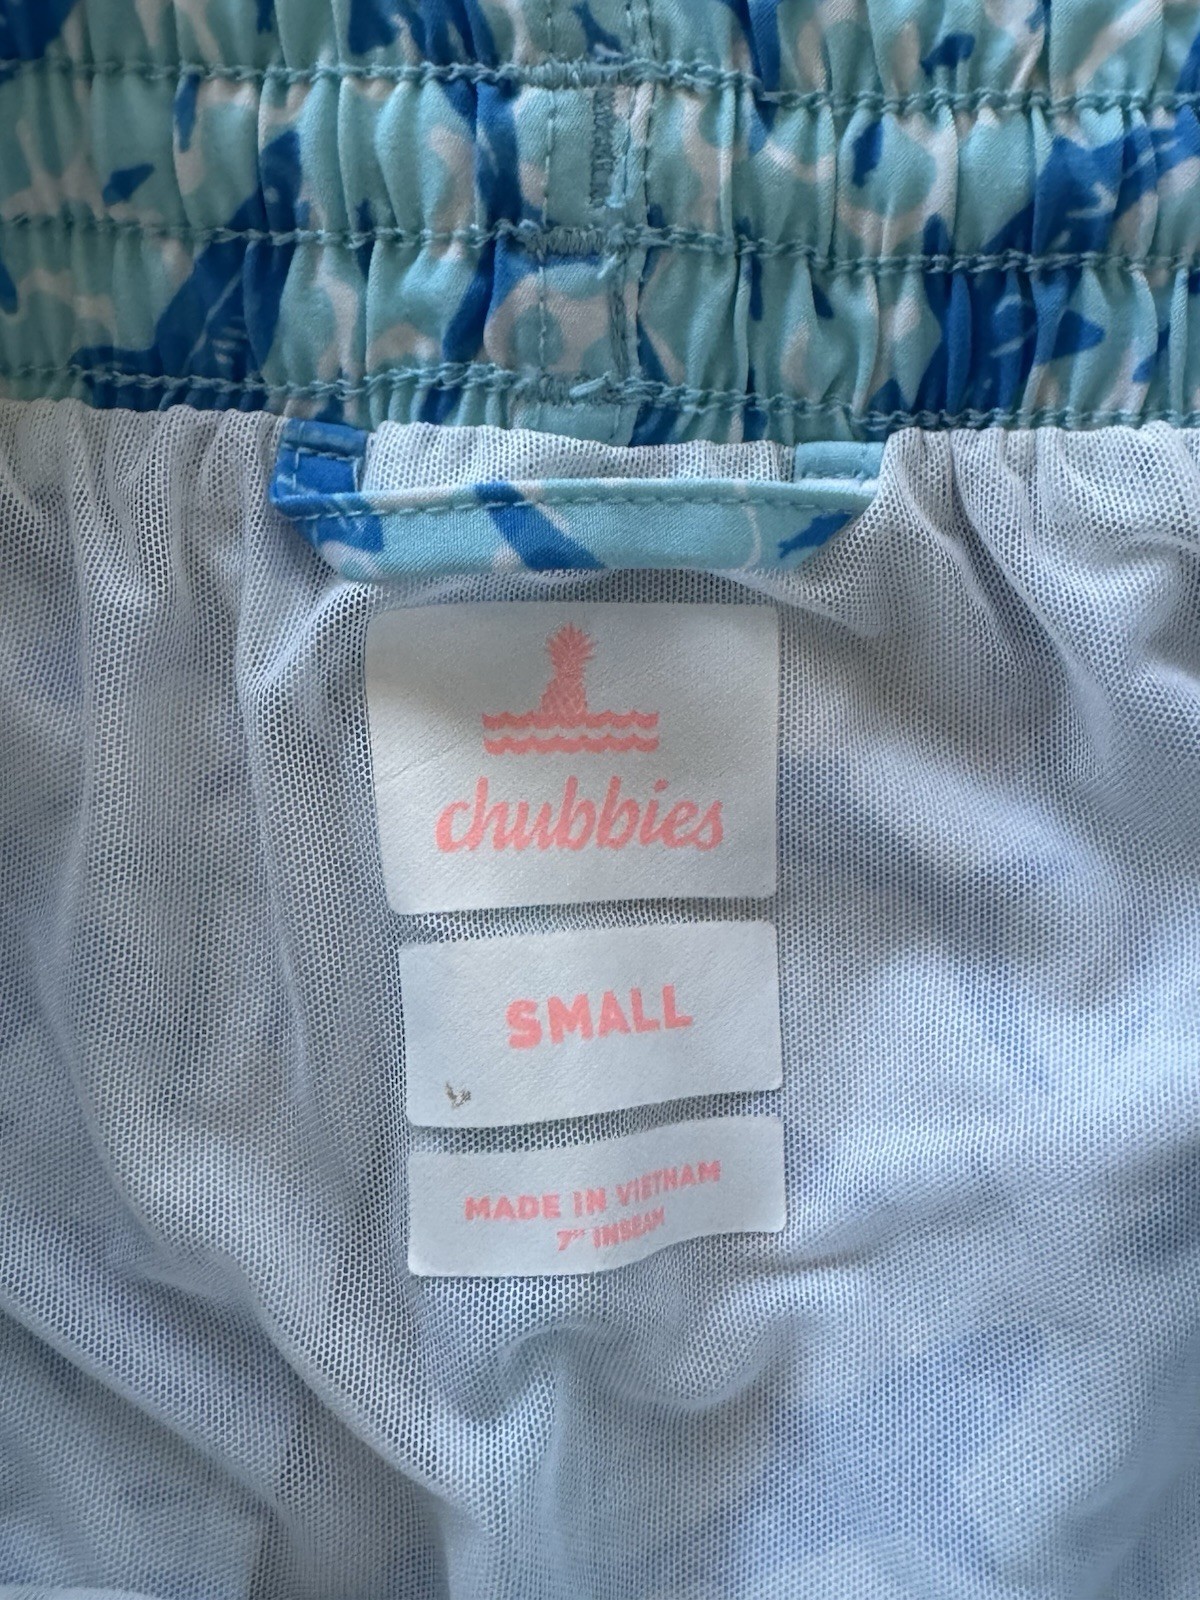 chubbies
SMALL
MADE IN VIETNAM
7" INSEAM